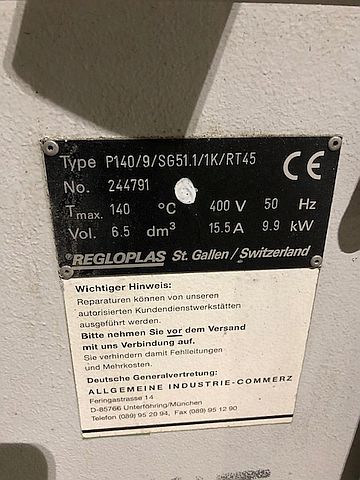 Type P140/9/SG51.1/1K/RT45 CE
No. 244791
Tmax. 140 °C 400 V 50 Hz
Vol. 6.5 dm³ 15.5 A 9.9 kW
®REGLOPLAS St. Gallen/Switzerland
Wichtiger Hinweis:
Reparaturen können von unseren
autorisierten Kundendienstwerkstätten
ausgeführt werden.
Bitte nehmen Sie vor dem Versand
mit uns Verbindung auf.
Sie verhindern damit Fehlleitungen
und Mehrkosten.
Deutsche Generalvertretung:
ALLGEMEINE INDUSTRIE-COMMERZ
Feringastrasse 14
D-85766 Unterföhring/München
Telefon (089) 95 20 94, Fax (089) 95 12 90